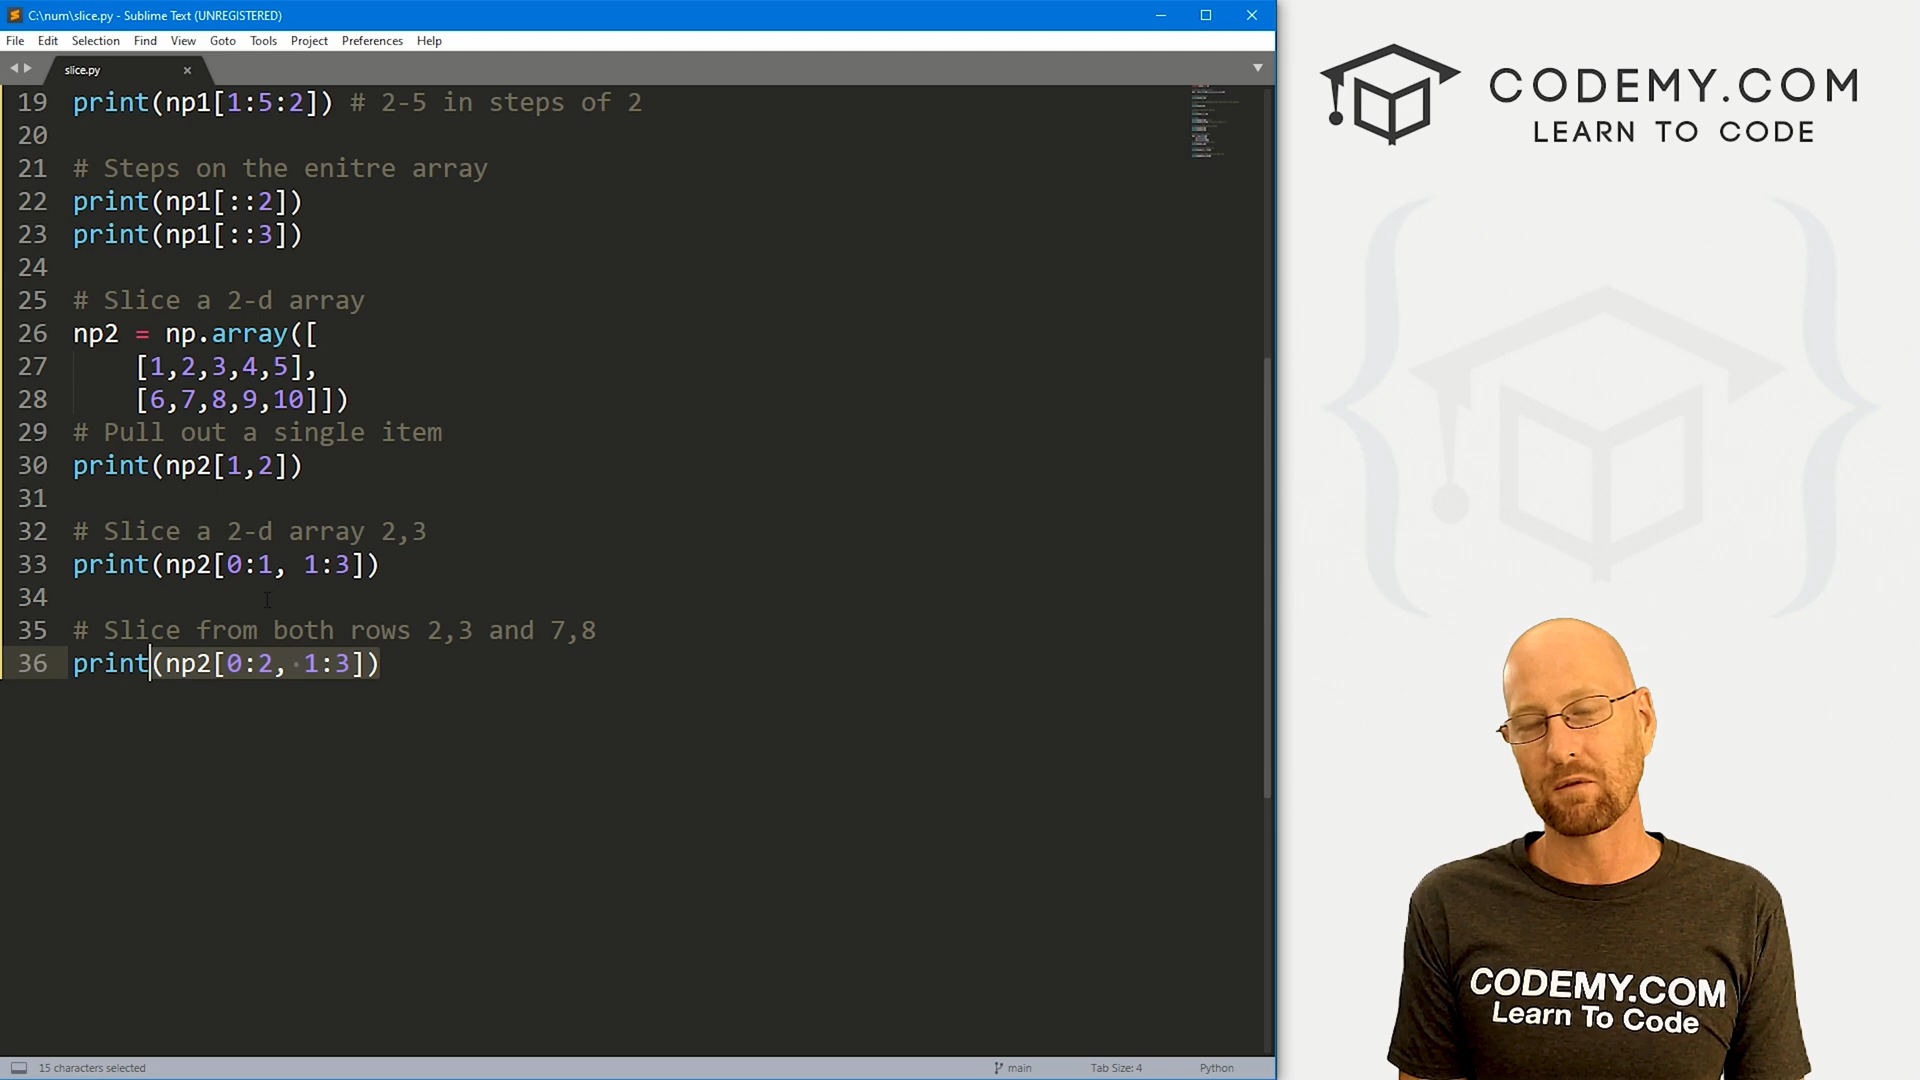 C:\num\slice.py - Sublime Text (UNREGISTERED)
File Edit Selection Find View Goto Tools Project Preferences Help
slice.py
19 print(np1[1:5:2]) # 2-5 in steps of 2
20
21 # Steps on the enitre array
22 print(np1[::2])
23 print(np1[::3])
24
25 # Slice a 2-d array
26 np2 = np.array([
27 [1,2,3,4,5],
28 [6,7,8,9,10]])
29 # Pull out a single item
30 print(np2[1,2])
31
32 # Slice a 2-d array 2,3
33 print(np2[0:1, 1:3])
34
35 # Slice from both rows 2,3 and 7,8
36 print(np2[0:2, 1:3])
15 characters selected
main
Tab Size: 4
Python
CODEMY.COM
LEARN TO CODE
CODEMY.COM
Learn To Code